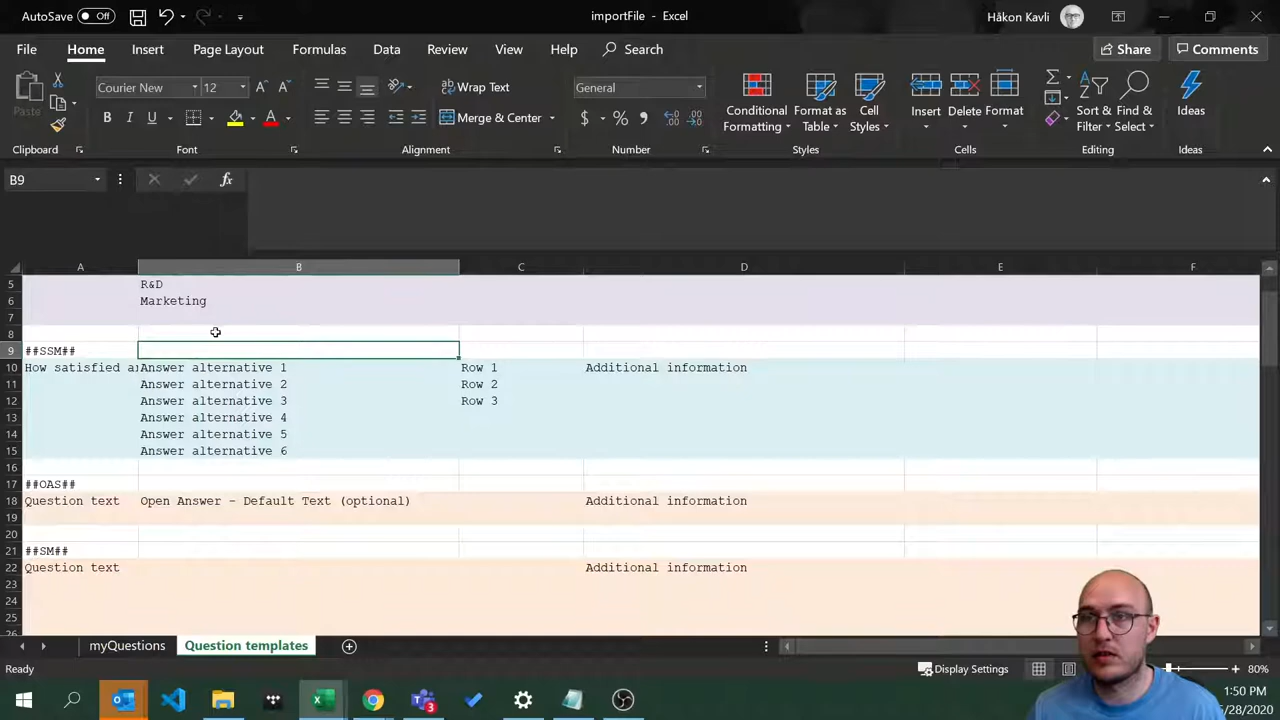 AutoSave Off importFile - Excel Håkon Kavli
File Home Insert Page Layout Formulas Data Review View Help Search Share Comments
Paste Courier New 12 Wrap Text General Conditional Formatting Format as Table Cell Styles Insert Delete Format Sort & Filter Find & Select Ideas
B I U A Merge & Center $ %
Clipboard Font Alignment Number Styles Cells Editing Ideas
B9 fx
A B C D E F
5 R&D
6 Marketing
7
8
9 ##SSM##
10 How satisfied a Answer alternative 1 Row 1 Additional information
11 Answer alternative 2 Row 2
12 Answer alternative 3 Row 3
13 Answer alternative 4
14 Answer alternative 5
15 Answer alternative 6
16
17 ##OAS##
18 Question text Open Answer - Default Text (optional) Additional information
19
20
21 ##SM##
22 Question text Additional information
23
24
25
26
myQuestions Question templates
Ready Display Settings 80%
3
1:50 PM
/28/2020